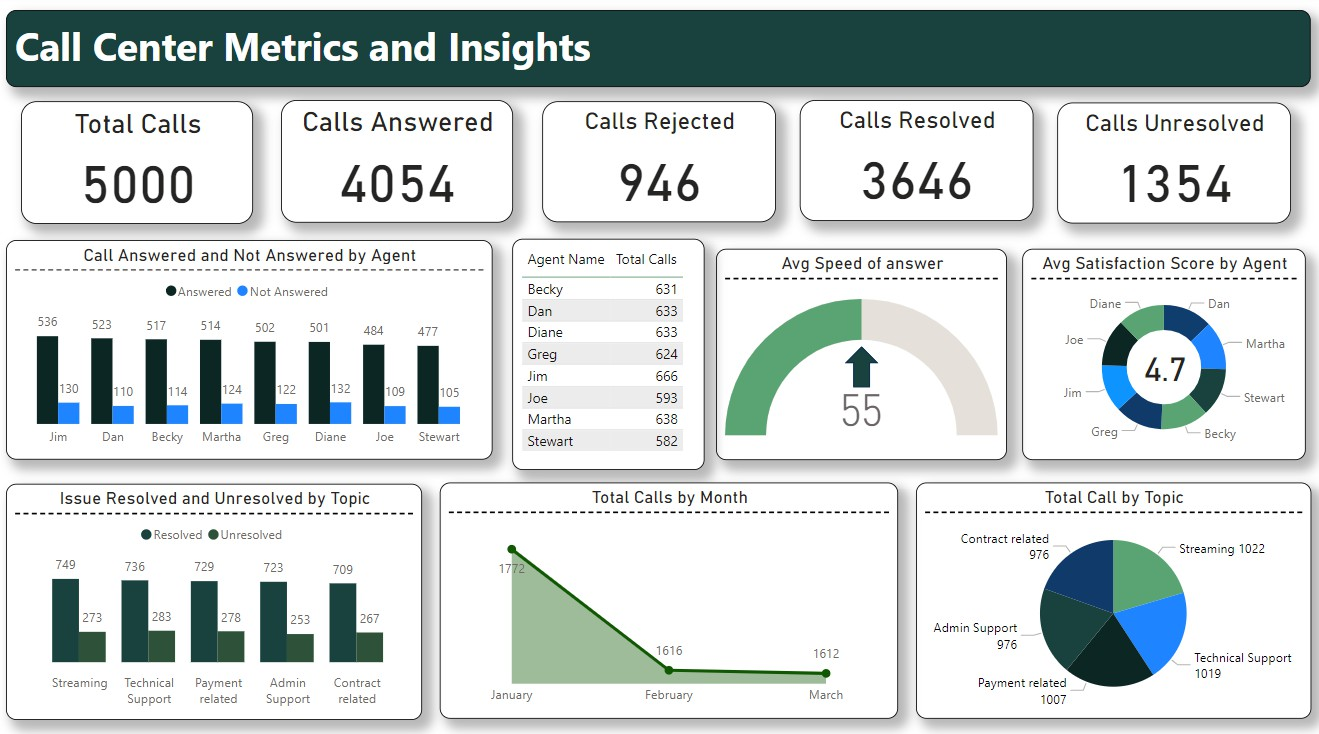 Call Center Metrics and Insights
Total Calls
5000
Calls Answered
4054
Calls Rejected
946
Calls Resolved
3646
Calls Unresolved
1354
Call Answered and Not Answered by Agent
Answered Not Answered
536 130 523 110 517 114 514 124 502 122 501 132 484 109 477 105
Jim Dan Becky Martha Greg Diane Joe Stewart
Agent Name Total Calls
Becky 631
Dan 633
Diane 633
Greg 624
Jim 666
Joe 593
Martha 638
Stewart 582
Avg Speed of answer
55
Avg Satisfaction Score by Agent
Diane Dan
Joe Martha
4.7
Jim Stewart
Greg Becky
Issue Resolved and Unresolved by Topic
Resolved Unresolved
749 273 736 283 729 278 723 253 709 267
Streaming Technical Payment Admin Contract
Support related Support related
Total Calls by Month
1772
1616
1612
January February March
Total Call by Topic
Contract related
976
Streaming 1022
Admin Support
976
Technical Support
1019
Payment related
1007